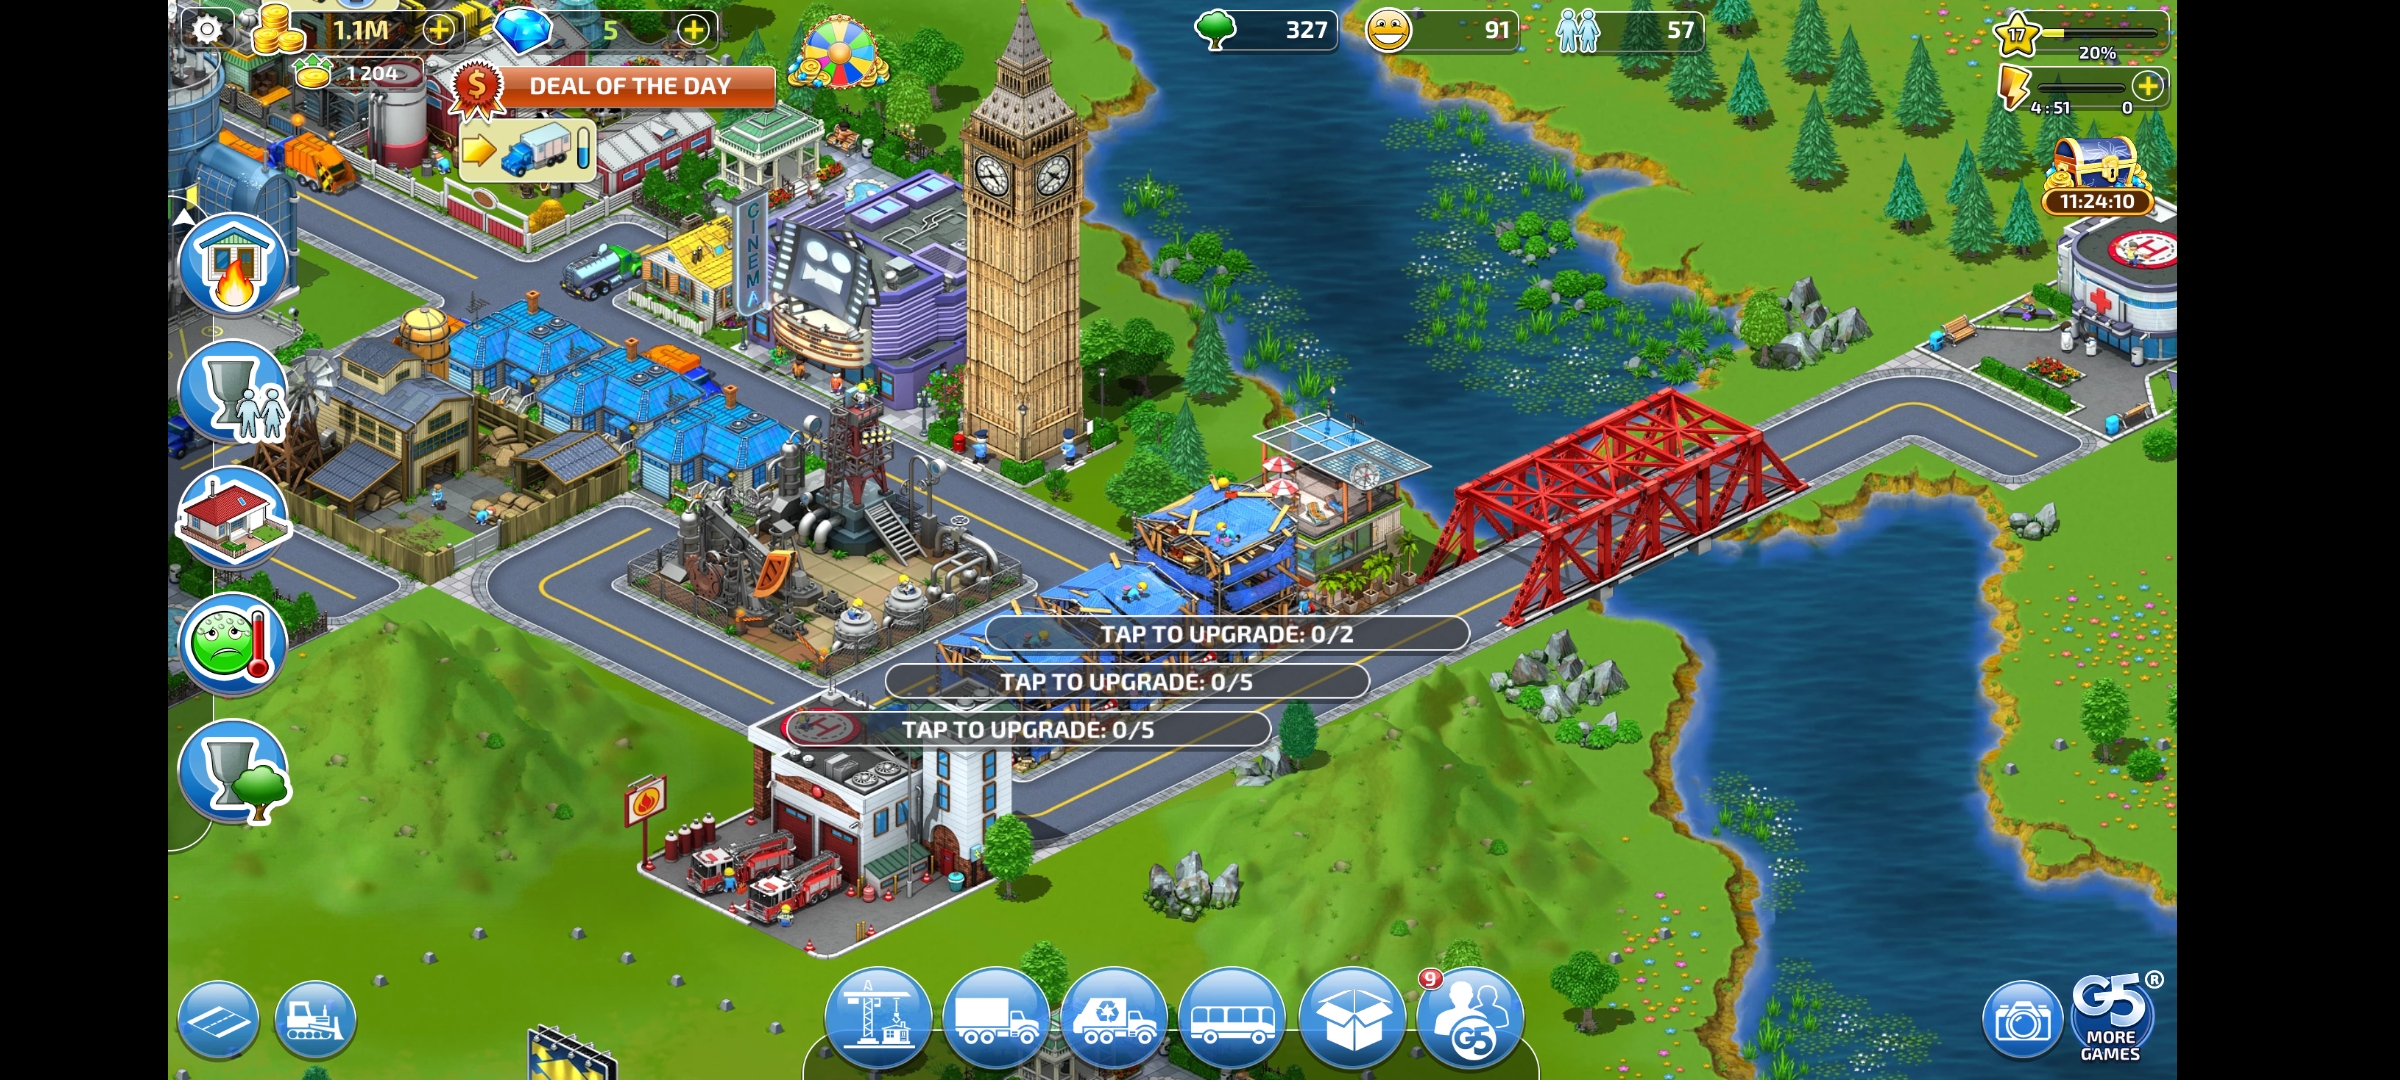 1.1M
5
327
91
57
17
20%
1 204
DEAL OF THE DAY
4:51
0
11:24:10
CINEMA
TAP TO UPGRADE: 0/2
TAP TO UPGRADE: 0/5
TAP TO UPGRADE: 0/5
H
H
9
G5
G5 ®
MORE
GAMES